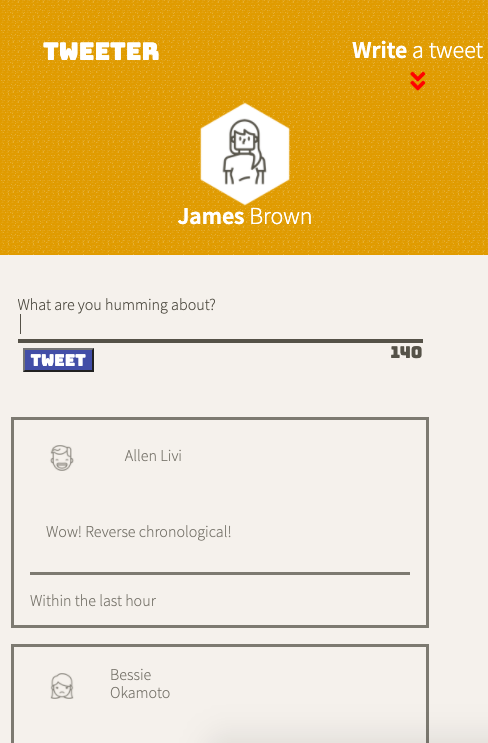 TWEETER
Write a tweet
James Brown
What are you humming about?
TWEET
140
Allen Livi
Wow! Reverse chronological!
Within the last hour
Bessie
Okamoto